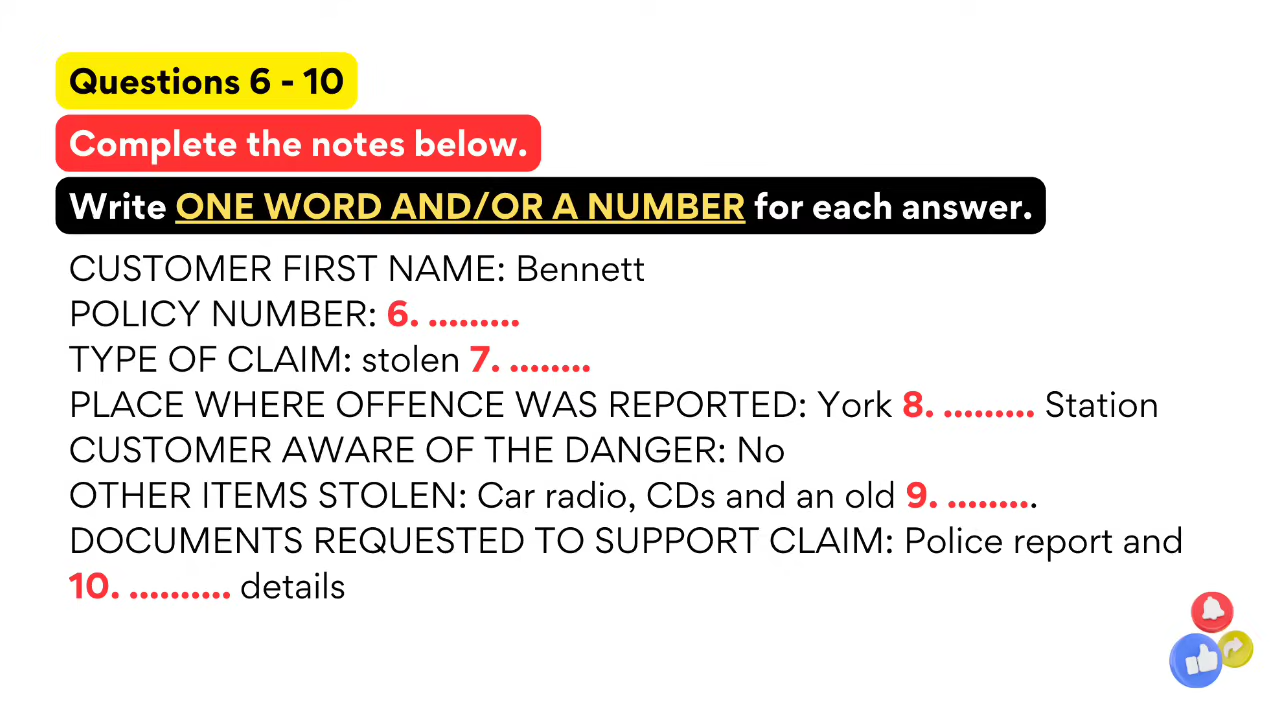 Questions 6 - 10
Complete the notes below.
Write ONE WORD AND/OR A NUMBER for each answer.
CUSTOMER FIRST NAME: Bennett
POLICY NUMBER: 6. .........
TYPE OF CLAIM: stolen 7. ........
PLACE WHERE OFFENCE WAS REPORTED: York 8. ......... Station
CUSTOMER AWARE OF THE DANGER: No
OTHER ITEMS STOLEN: Car radio, CDs and an old 9. .........
DOCUMENTS REQUESTED TO SUPPORT CLAIM: Police report and
10. .......... details